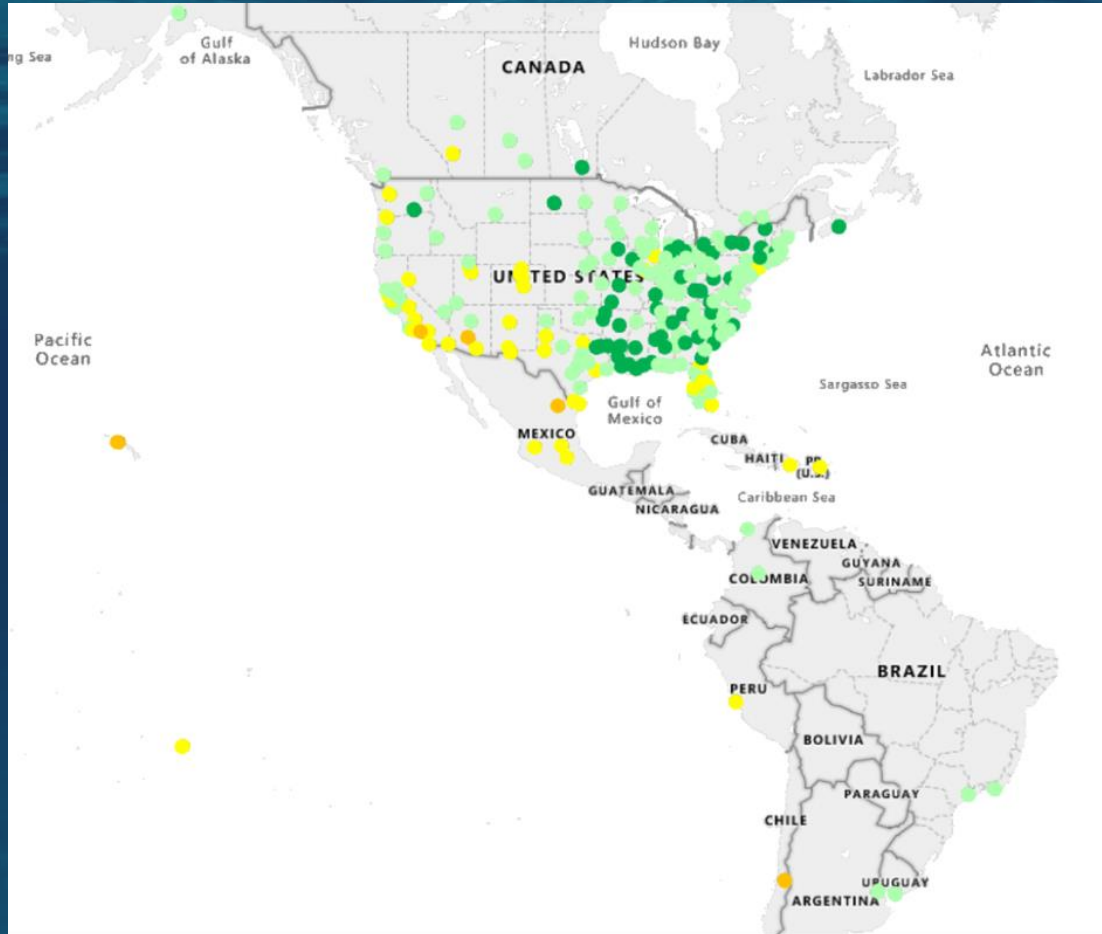 Gulf
of Alaska
ng Sea
Hudson Bay
CANADA
Labrador Sea
UNITED STATES
Pacific
Ocean
Atlantic
Ocean
Sargasso Sea
Gulf of
Mexico
MEXICO
CUBA
HAITI
PR
(U.S.)
GUATEMALA
Caribbean Sea
NICARAGUA
VENEZUELA
GUYANA
COLOMBIA
SURINAME
ECUADOR
BRAZIL
PERU
BOLIVIA
PARAGUAY
CHILE
URUGUAY
ARGENTINA